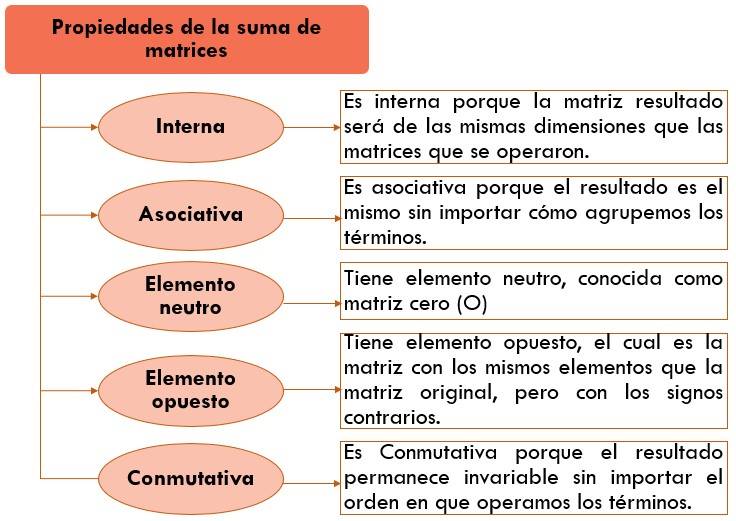 Propiedades de la suma de
matrices
Interna
Es interna porque la matriz resultado
será de las mismas dimensiones que las
matrices que se operaron.
Asociativa
Es asociativa porque el resultado es el
mismo sin importar cómo agrupemos los
términos.
Elemento
neutro
Tiene elemento neutro, conocida como
matriz cero (O)
Elemento
opuesto
Tiene elemento opuesto, el cual es la
matriz con los mismos elementos que la
matriz original, pero con los signos
contrarios.
Conmutativa
Es Conmutativa porque el resultado
permanece invariable sin importar el
orden en que operamos los términos.